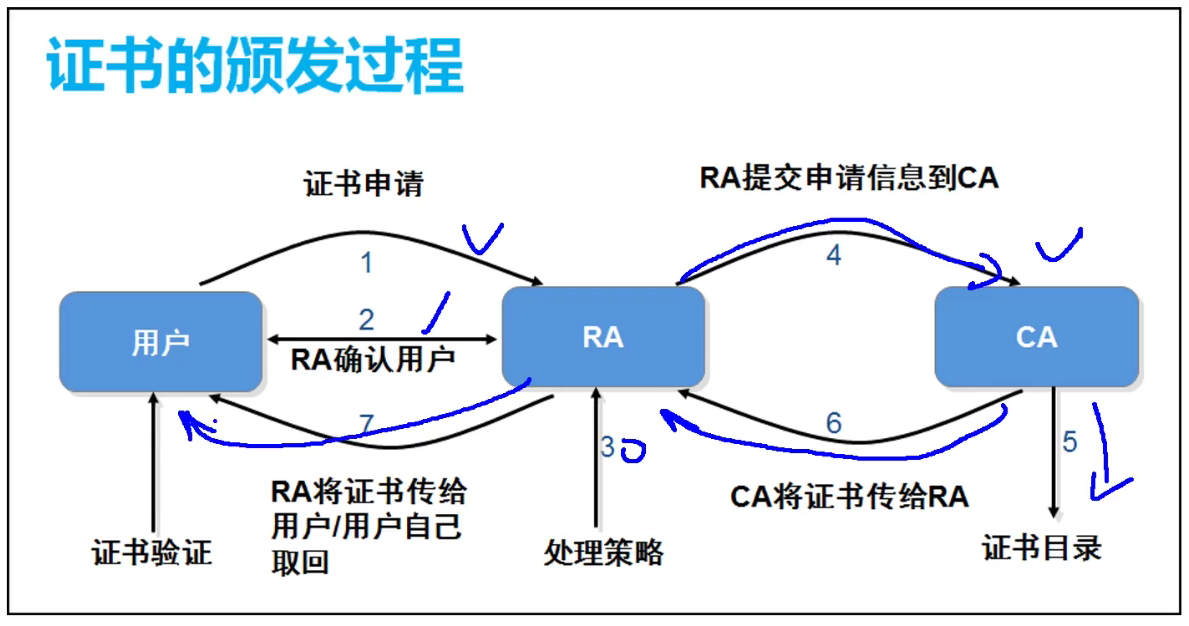 证书的颁发过程
证书申请
RA提交申请信息到CA
1
4
2
用户
RA
CA
RA确认用户
7
6
3
5
RA将证书传给
用户/用户自己
取回
CA将证书传给RA
证书验证
处理策略
证书目录